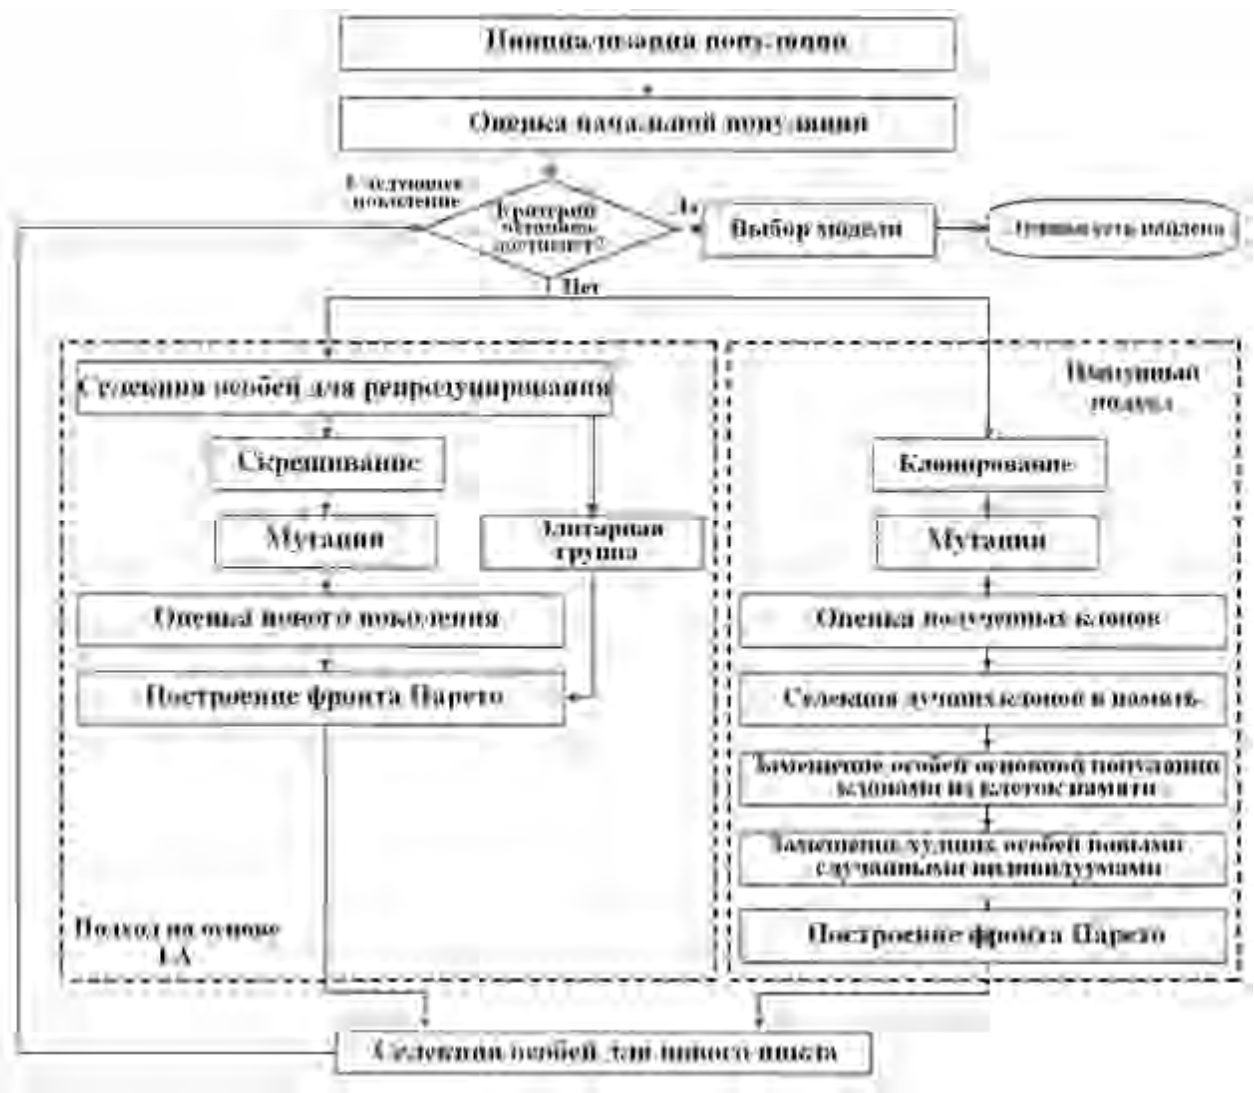 Инициализация популяции
Оценка начальной популяции
Следующее
поколение
Критерий
останова
достигнут?
Да
Выбор модели
Нет
Селекция особей для репродуцирования
Иммунный
подход
Скрещивание
Клонирование
Мутации
Элитарная
группа
Мутации
Оценка нового поколения
Оценка полученных клонов
Построение фронта Парето
Селекция лучших клонов в память
Замещение особей основной популяции
клонами из клеток памяти
Замещение худших особей новыми
случайными индивидуумами
Подход на основе
ГА
Построение фронта Парето
Селекция особей для нового цикла